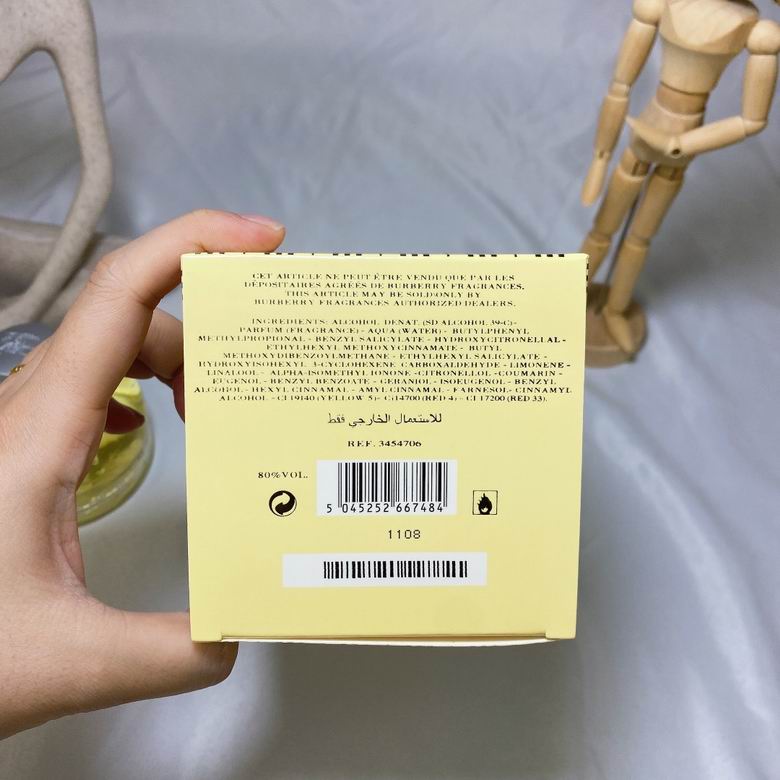 CET ARTICLE NE PEUT ÊTRE VENDU QUE PAR LES
DÉPOSITAIRES AGRÉÉS DE BURBERRY FRAGRANCES.
THIS ARTICLE MAY BE SOLD ONLY BY
BURBERRY FRAGRANCES AUTHORIZED DEALERS.
INGREDIENTS: ALCOHOL DENAT. (SD ALCOHOL 39-C)-
PARFUM (FRAGRANCE) - AQUA (WATER) - BUTYLPHENYL
METHYLPROPIONAL - BENZYL SALICYLATE - HYDROXYCITRONELLAL -
ETHYLHEXYL METHOXYCINNAMATE - BUTYL
METHOXYDIBENZOYLMETHANE - ETHYLHEXYL SALICYLATE -
HYDROXYISOHEXYL 3-CYCLOHEXENE CARBOXALDEHYDE - LIMONENE -
LINALOOL - ALPHA-ISOMETHYL IONONE -CITRONELLOL -COUMARIN -
EUGENOL - BENZYL BENZOATE - GERANIOL - ISOEUGENOL - BENZYL
ALCOHOL - HEXYL CINNAMAL - AMYL CINNAMAL - FARNESOL - CINNAMYL
ALCOHOL - CI 19140 (YELLOW 5)- CI14700 (RED 4) - CI 17200 (RED 33).
للاستعمال الخارجي فقط
REF. 3454706
80%VOL.
5 045252 667484
1108